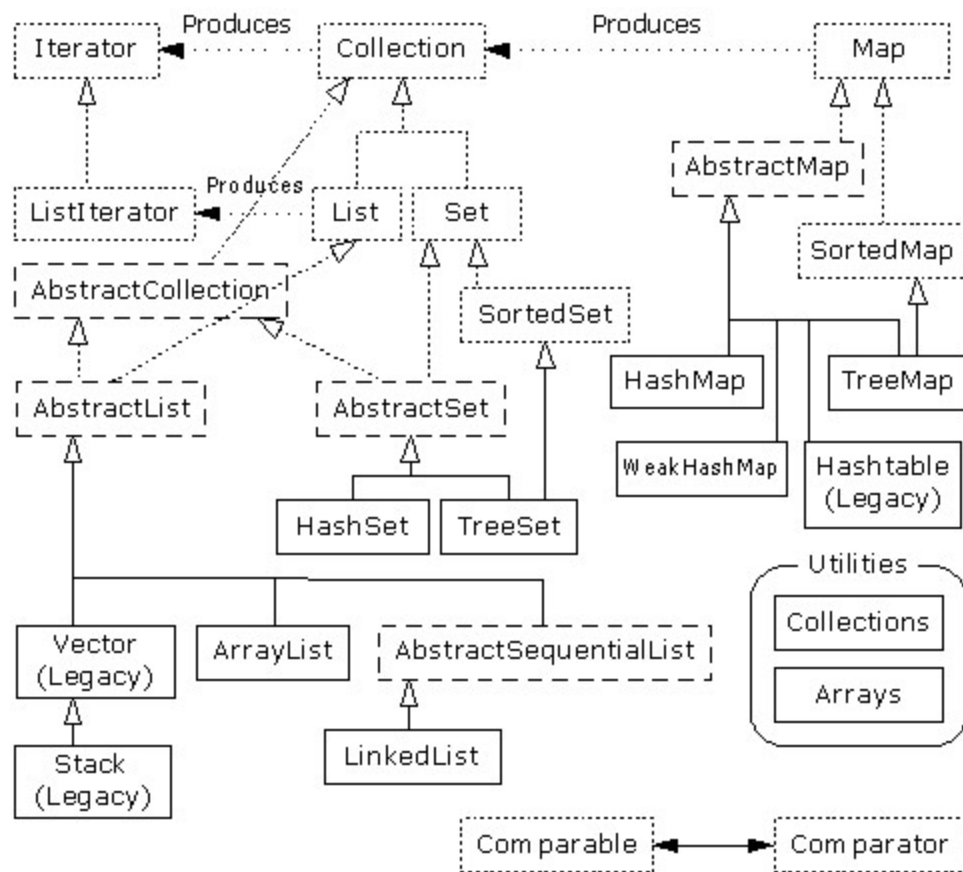 Produces
Produces
Iterator
Collection
Map
AbstractMap
Produces
ListIterator
List
Set
SortedMap
AbstractCollection
SortedSet
HashMap
TreeMap
AbstractList
AbstractSet
WeakHashMap
Hashtable
(Legacy)
HashSet
TreeSet
Utilities
Collections
Vector
(Legacy)
ArrayList
AbstractSequentialList
Arrays
Stack
(Legacy)
LinkedList
Comparable
Comparator